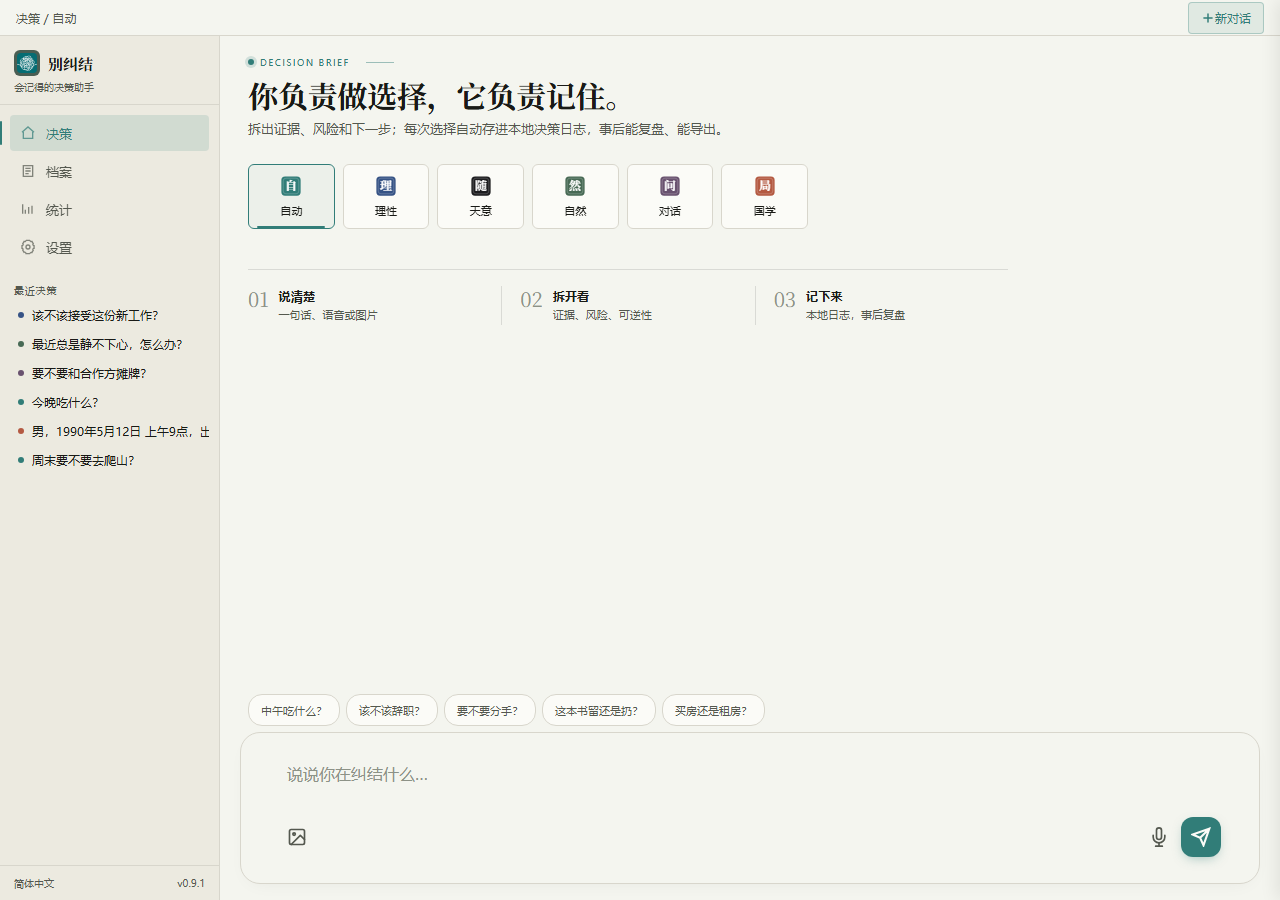 决策 / 自动
+新对话
别纠结
会记得的决策助手
决策
档案
统计
设置
最近决策
该不该接受这份新工作？
最近总是静不下心，怎么办？
要不要和合作方摊牌？
今晚吃什么？
男，1990年5月12日 上午9点，出
周末要不要去爬山？
简体中文
v0.9.1
DECISION BRIEF
你负责做选择，它负责记住。
拆出证据、风险和下一步；每次选择自动存进本地决策日志，事后能复盘、能导出。
自
自动
理
理性
随
天意
然
自然
问
对话
局
国学
01
说清楚
一句话、语音或图片
02
拆开看
证据、风险、可逆性
03
记下来
本地日志，事后复盘
中午吃什么？
该不该辞职？
要不要分手？
这本书留还是扔？
买房还是租房？
说说你在纠结什么…